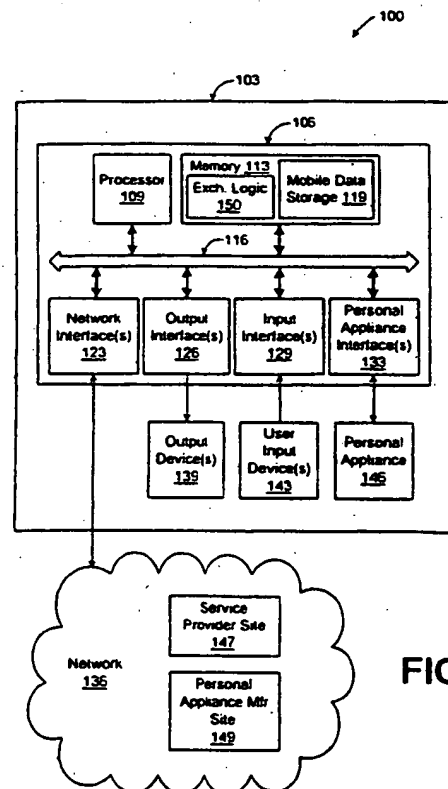 100
103
106
Processor
109
Memory 113
Exch. Logic
150
Mobile Data
Storage 119
116
Network
Interface(s)
123
Output
Interface(s)
126
Input
Interface(s)
129
Personal
Appliance
Interface(s)
133
Output
Device(s)
139
User
Input
Device(s)
143
Personal
Appliance
146
Network
136
Service
Provider Site
147
Personal
Appliance Mfr
Site
149
FIG